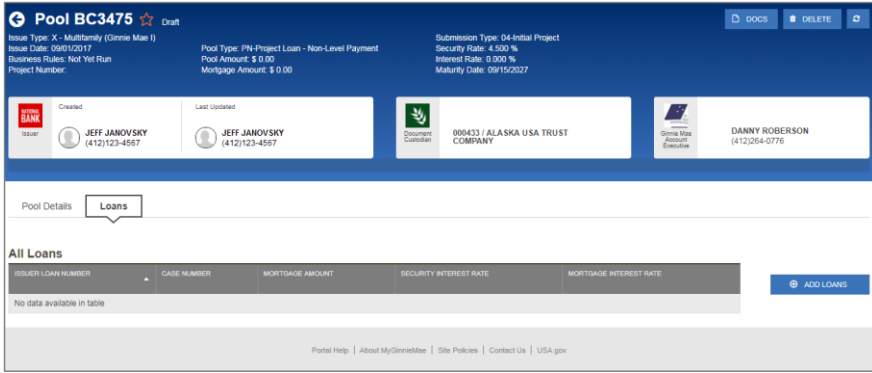 Pool BC3475 Draft
DOCS DELETE
Issue Type: X - Multifamily (Ginnie Mae I)
Issue Date: 09/01/2017
Business Rules: Not Yet Run
Project Number:
Pool Type: PN-Project Loan - Non-Level Payment
Pool Amount: $ 0.00
Mortgage Amount: $ 0.00
Submission Type: 04-Initial Project
Security Rate: 4.500 %
Interest Rate: 0.000 %
Maturity Date: 09/15/2027
NATIONAL
BANK
Issuer
Created
JEFF JANOVSKY
(412)123-4567
Last Updated
JEFF JANOVSKY
(412)123-4567
Document
Custodian
000433 / ALASKA USA TRUST
COMPANY
Ginnie Mae
Account
Executive
DANNY ROBERSON
(412)264-0776
Pool Details Loans
All Loans
ISSUER LOAN NUMBER CASE NUMBER MORTGAGE AMOUNT SECURITY INTEREST RATE MORTGAGE INTEREST RATE
No data available in table
ADD LOANS
Portal Help | About MyGinnieMae | Site Policies | Contact Us | USA.gov